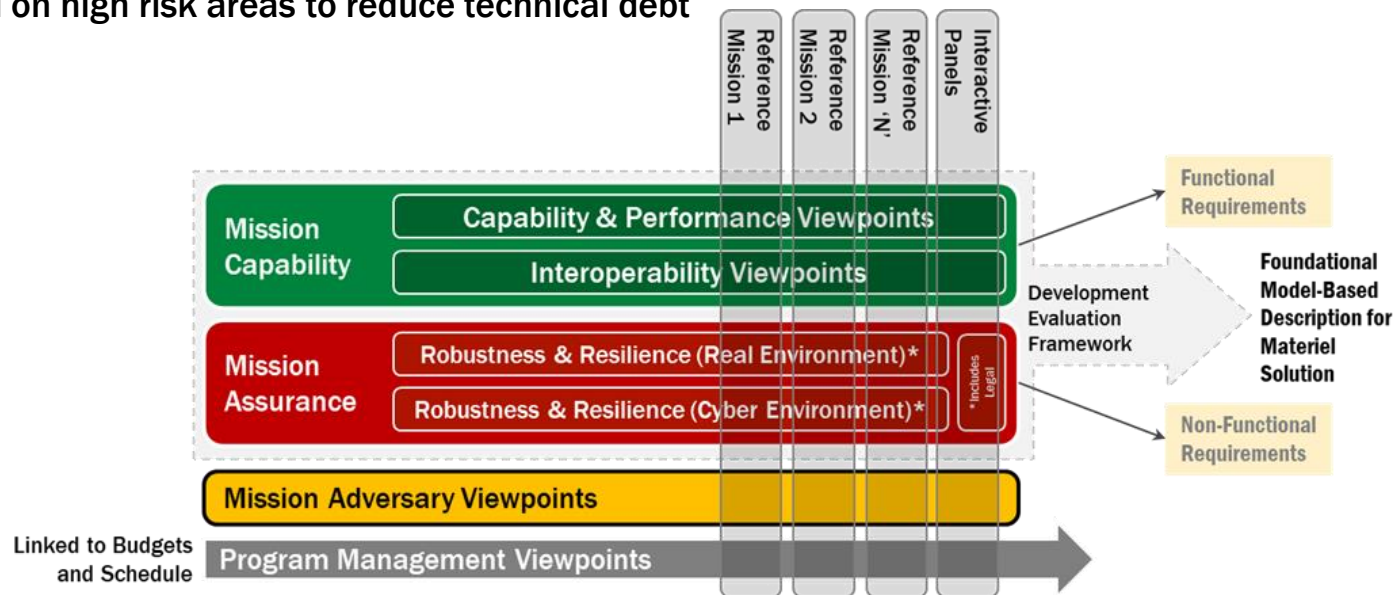 on high risk areas to reduce technical debt
Reference
Mission 1
Reference
Mission 2
Reference
Mission ‘N’
Interactive
Panels
Mission
Capability
Capability & Performance Viewpoints
Interoperability Viewpoints
Mission
Assurance
Robustness & Resilience (Real Environment)*
Robustness & Resilience (Cyber Environment)*
*Includes
Legal
Functional
Requirements
Development
Evaluation
Framework
Foundational
Model-Based
Description for
Materiel
Solution
Non-Functional
Requirements
Mission Adversary Viewpoints
Linked to Budgets
and Schedule
Program Management Viewpoints